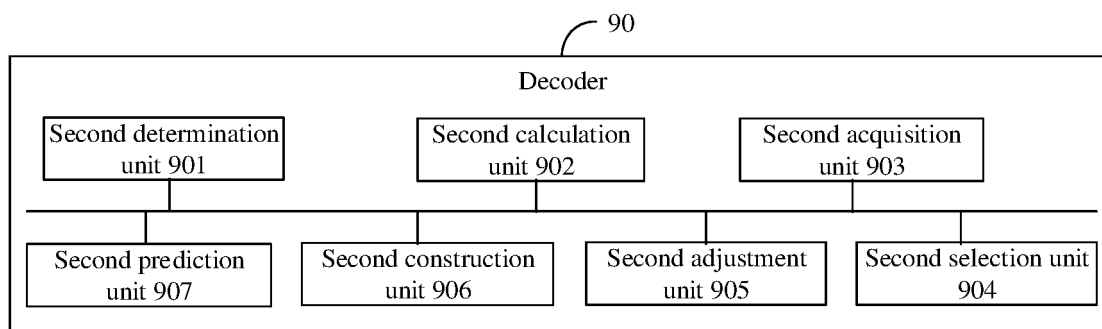 90
Decoder
Second determination
unit 901
Second calculation
unit 902
Second acquisition
unit 903
Second prediction
unit 907
Second construction
unit 906
Second adjustment
unit 905
Second selection unit
904